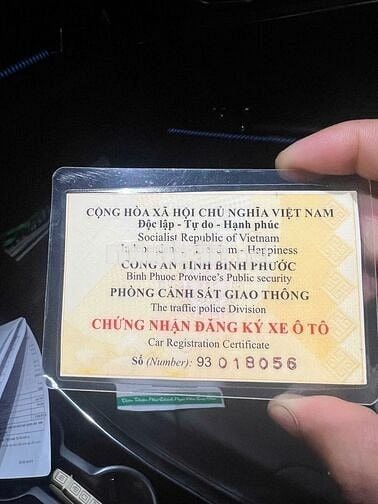 CỘNG HÒA XÃ HỘI CHỦ NGHĨA VIỆT NAM
Độc lập - Tự do - Hạnh phúc
Socialist Republic of Vietnam
Independence - Freedom - Happiness
CÔNG AN TỈNH BÌNH PHƯỚC
Binh Phuoc Province's Public security
PHÒNG CẢNH SÁT GIAO THÔNG
The traffic police Division
CHỨNG NHẬN ĐĂNG KÝ XE Ô TÔ
Car Registration Certificate
Số (Number): 93 018056